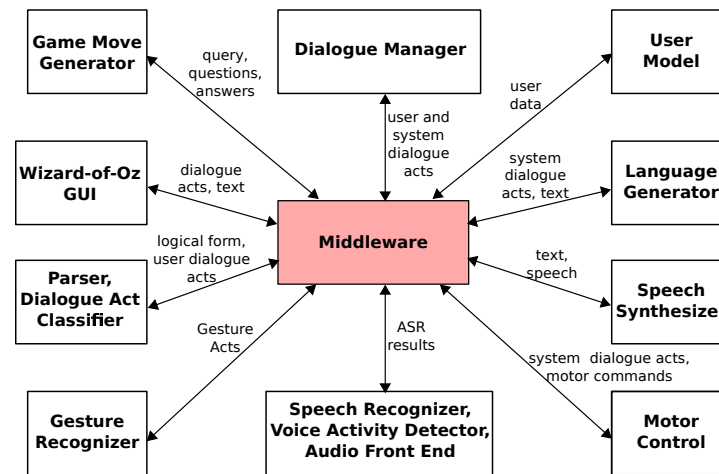 Game Move
Generator
Dialogue Manager
User
Model
query,
questions,
answers
user
data
user and
system
dialogue
acts
Wizard-of-Oz
GUI
dialogue
acts, text
system
dialogue
acts, text
Language
Generator
Middleware
logical form,
user dialogue
acts
Parser,
Dialogue Act
Classifier
text,
speech
Speech
Synthesize
Gesture
Acts
ASR
results
system dialogue acts,
motor commands
Gesture
Recognizer
Speech Recognizer,
Voice Activity Detector,
Audio Front End
Motor
Control